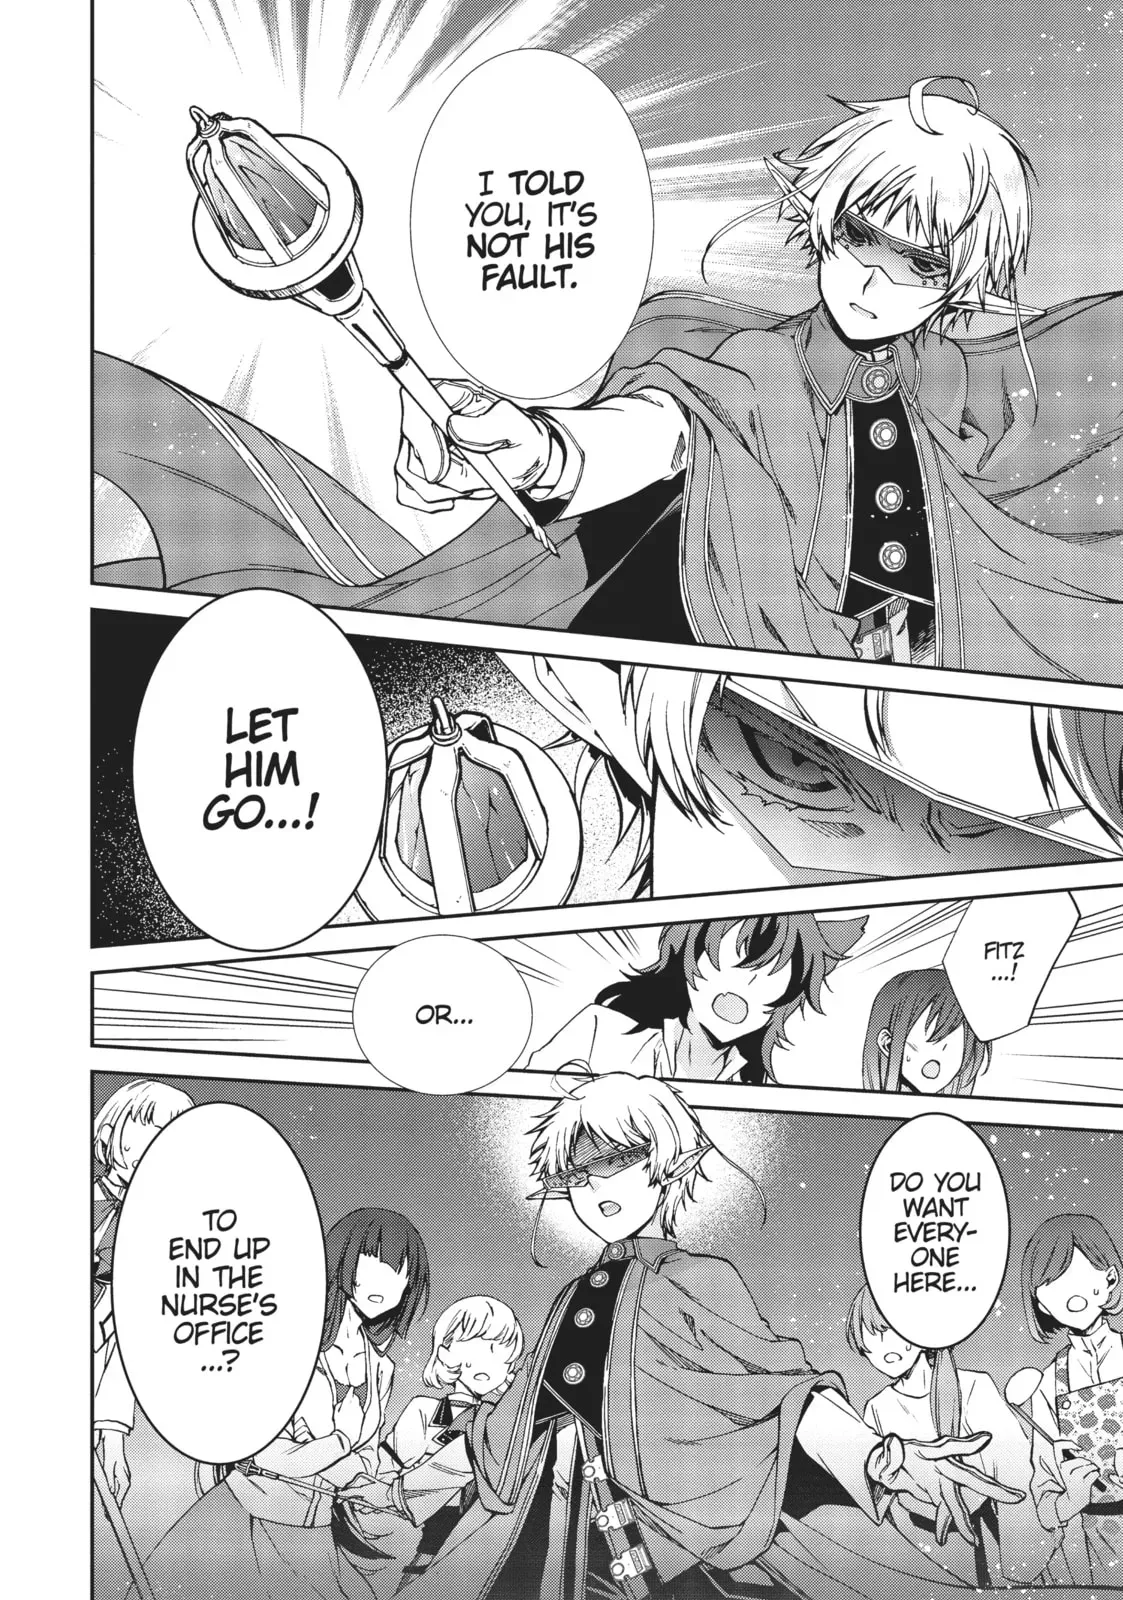 I TOLD
YOU, IT'S
NOT HIS
FAULT.
LET
HIM
GO...!
FITZ
...!
OR...
DO YOU
WANT
EVERY-
ONE
HERE...
TO
END UP
IN THE
NURSE'S
OFFICE
...?